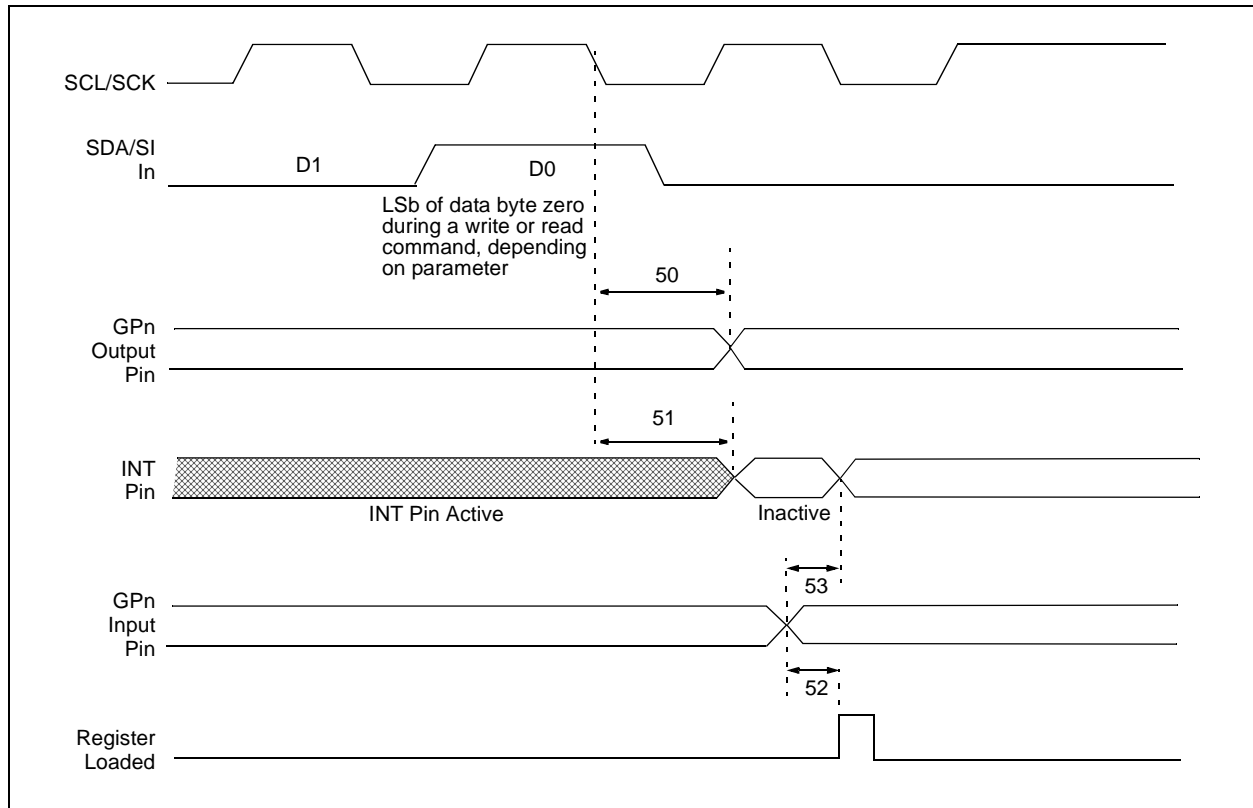 SCL/SCK
SDA/SI
In
D1
D0
LSb of data byte zero
during a write or read
command, depending
on parameter
50
GPn
Output
Pin
51
INT
Pin
INT Pin Active
Inactive
53
GPn
Input
Pin
52
Register
Loaded